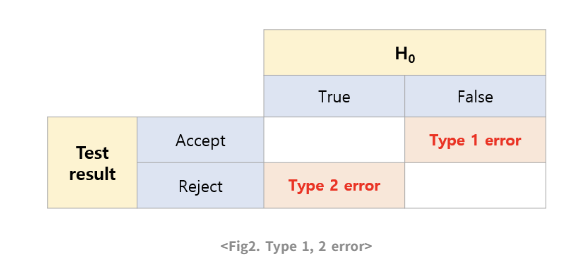 H₀
True
False
Test
result
Accept
Type 1 error
Reject
Type 2 error
<Fig2. Type 1, 2 error>